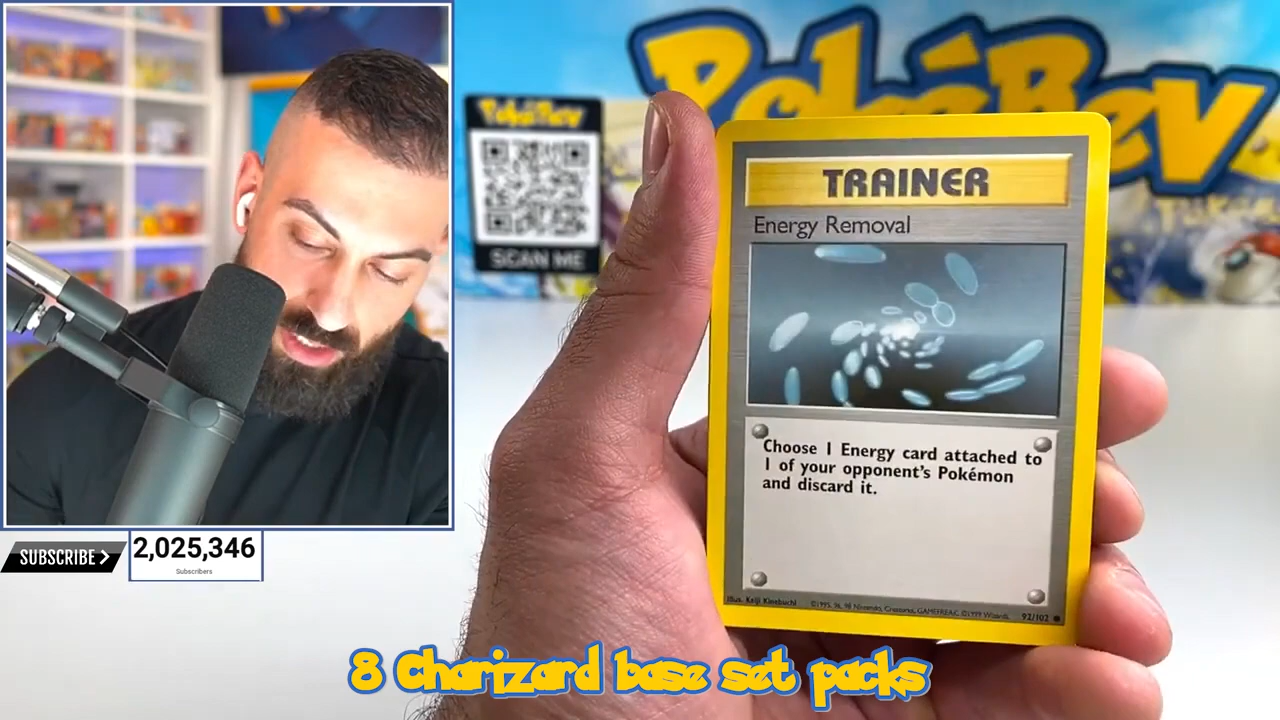 PokéRev
SCAN ME
PokéRev
TRAINER
Energy Removal
Choose 1 Energy card attached to
1 of your opponent's Pokémon
and discard it.
Illus. Keiji Kinebuchi ©1995, 96, 98 Nintendo, Creatures, GAMEFREAK. ©1999 Wizards. 92/102
SUBSCRIBE
2,025,346
Subscribers
8 Charizard base set packs